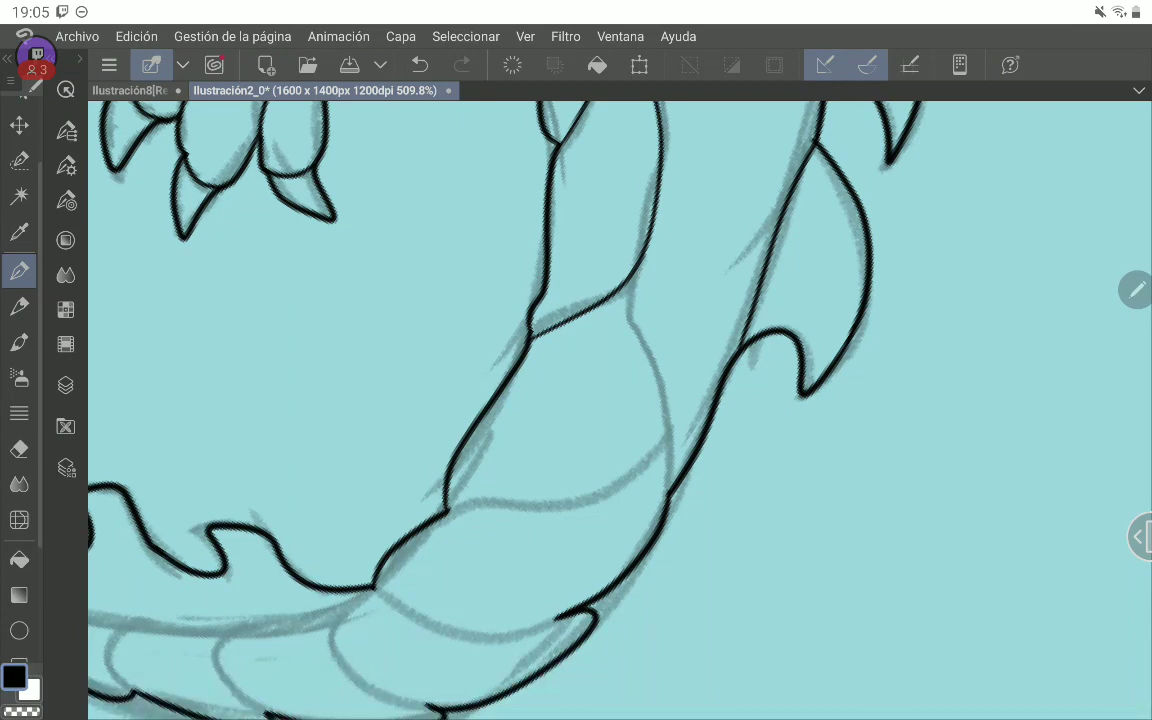 19:05
Archivo Edición Gestión de la página Animación Capa Seleccionar Ver Filtro Ventana Ayuda
3
Ilustración8[Re Ilustración2_0* (1600 x 1400px 1200dpi 509.8%)